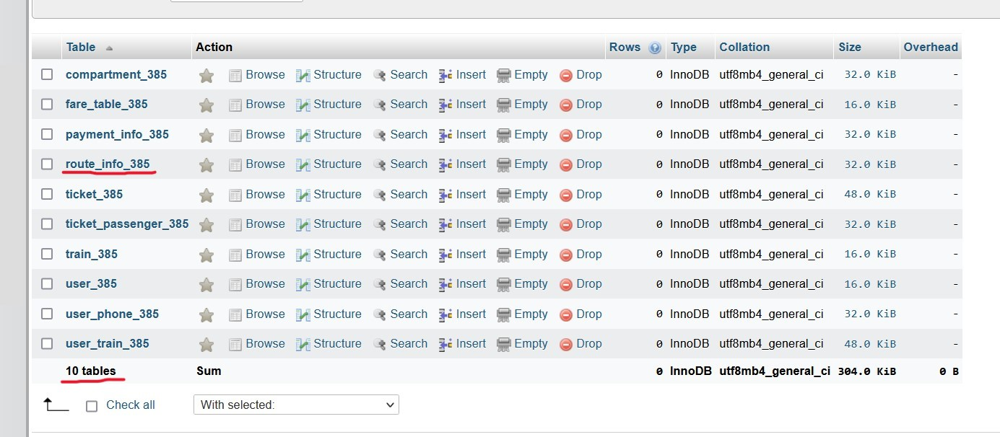 Table Action Rows Type Collation Size Overhead
compartment_385 Browse Structure Search Insert Empty Drop 0 InnoDB utf8mb4_general_ci 32.0 KiB -
fare_table_385 Browse Structure Search Insert Empty Drop 0 InnoDB utf8mb4_general_ci 16.0 KiB -
payment_info_385 Browse Structure Search Insert Empty Drop 0 InnoDB utf8mb4_general_ci 32.0 KiB -
route_info_385 Browse Structure Search Insert Empty Drop 0 InnoDB utf8mb4_general_ci 32.0 KiB -
ticket_385 Browse Structure Search Insert Empty Drop 0 InnoDB utf8mb4_general_ci 48.0 KiB -
ticket_passenger_385 Browse Structure Search Insert Empty Drop 0 InnoDB utf8mb4_general_ci 32.0 KiB -
train_385 Browse Structure Search Insert Empty Drop 0 InnoDB utf8mb4_general_ci 16.0 KiB -
user_385 Browse Structure Search Insert Empty Drop 0 InnoDB utf8mb4_general_ci 16.0 KiB -
user_phone_385 Browse Structure Search Insert Empty Drop 0 InnoDB utf8mb4_general_ci 32.0 KiB -
user_train_385 Browse Structure Search Insert Empty Drop 0 InnoDB utf8mb4_general_ci 48.0 KiB -
10 tables Sum 0 InnoDB utf8mb4_general_ci 304.0 KiB 0 B
Check all With selected: